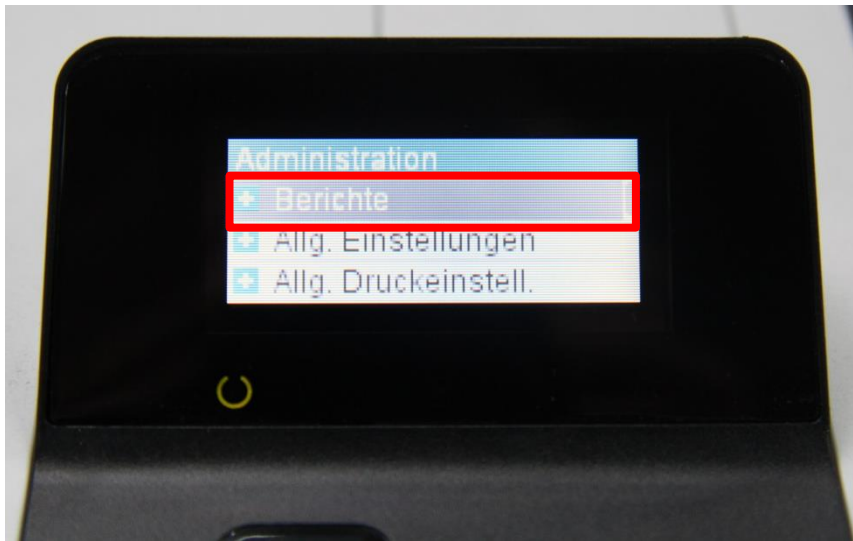 Administration
Berichte
Allg. Einstellungen
Allg. Druckeinstell.